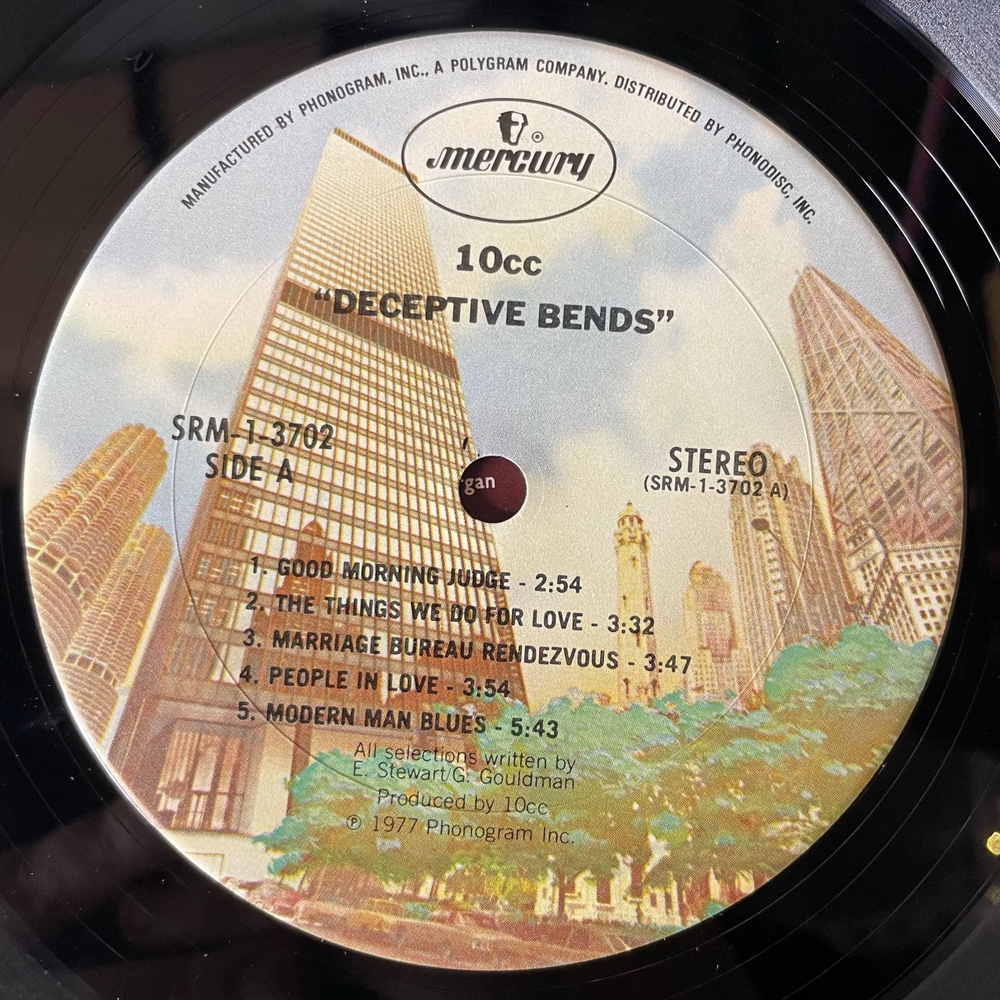 MANUFACTURED BY PHONOGRAM, INC., A POLYGRAM COMPANY. DISTRIBUTED BY PHONODISC, INC.
®
mercury
10cc
“DECEPTIVE BENDS”
SRM-1-3702
SIDE A
STEREO
(SRM-1-3702 A)
gan
1. GOOD MORNING JUDGE - 2:54
2. THE THINGS WE DO FOR LOVE - 3:32
3. MARRIAGE BUREAU RENDEZVOUS - 3:47
4. PEOPLE IN LOVE - 3:54
5. MODERN MAN BLUES - 5:43
All selections written by
E. Stewart/G. Gouldman
Produced by 10cc
℗ 1977 Phonogram Inc.